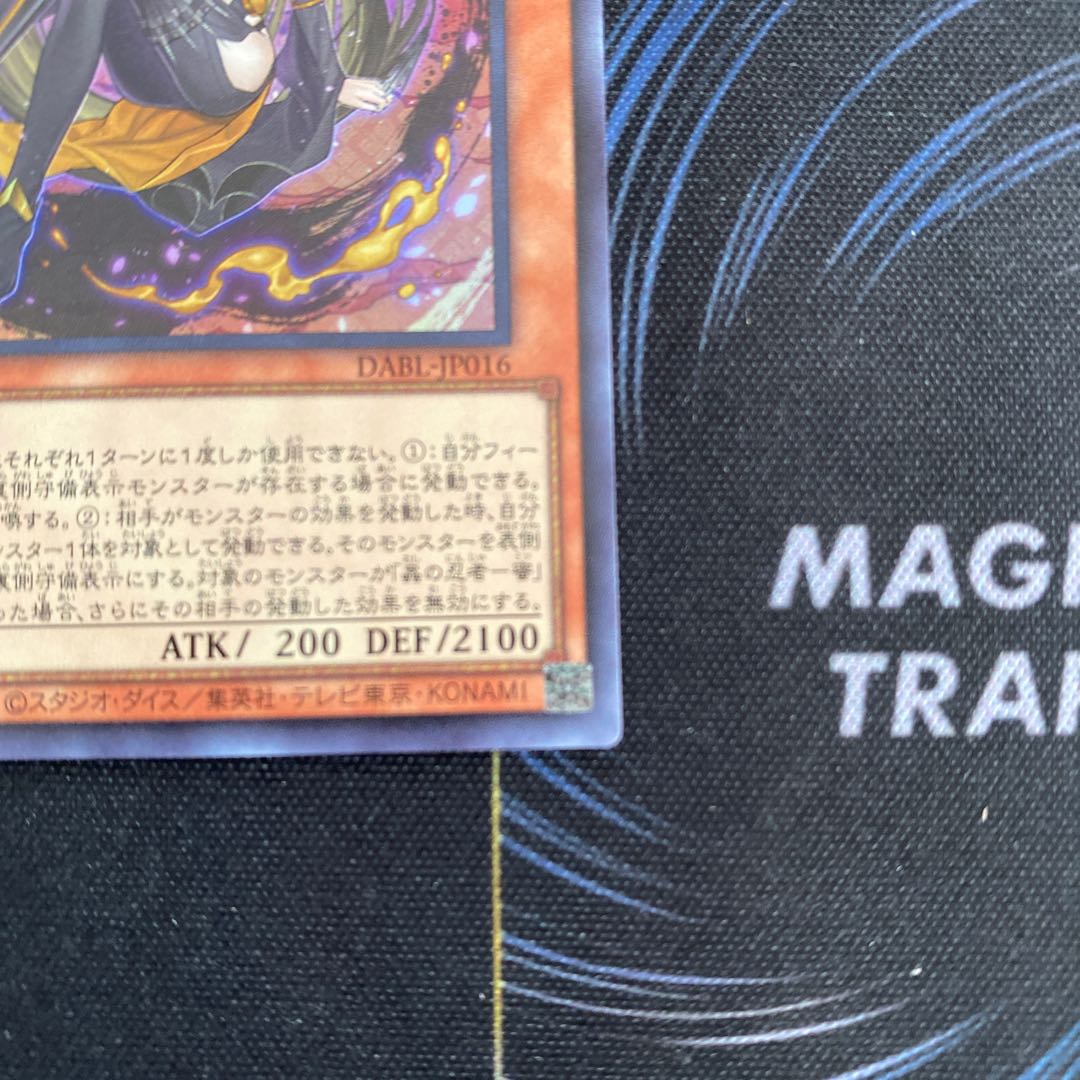 DABL-JP016
それぞれ1ターンに1度しか使用できない。①:自分フィー
側守備表示モンスターが存在する場合に発動できる。
喚する。②:相手がモンスターの効果を発動した時、自分
ンスター1体を対象として発動できる。そのモンスターを表側
裏側守備表示にする。対象のモンスターが「蟲の忍者-蜜」
った場合、さらにその相手の発動した効果を無効にする。
ATK/ 200 DEF/2100
©スタジオ・ダイス/集英社・テレビ東京・KONAMI
MAGI
TRA